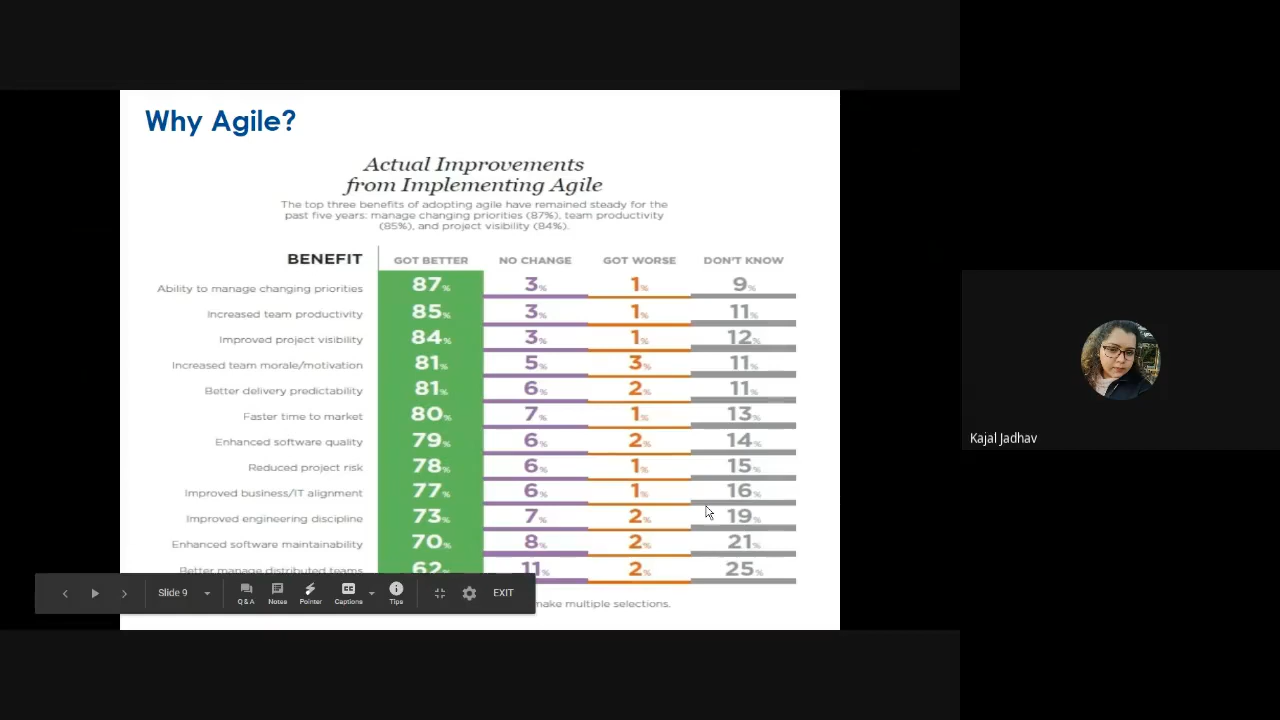 Why Agile?
Actual Improvements
from Implementing Agile
The top three benefits of adopting agile have remained steady for the
past five years: manage changing priorities (87%), team productivity
(85%), and project visibility (84%).
BENEFIT GOT BETTER NO CHANGE GOT WORSE DON'T KNOW
Ability to manage changing priorities 87% 3% 1% 9%
Increased team productivity 85% 3% 1% 11%
Improved project visibility 84% 3% 1% 12%
Increased team morale/motivation 81% 5% 3% 11%
Better delivery predictability 81% 6% 2% 11%
Faster time to market 80% 7% 1% 13%
Enhanced software quality 79% 6% 2% 14%
Reduced project risk 78% 6% 1% 15%
Improved business/IT alignment 77% 6% 1% 16%
Improved engineering discipline 73% 7% 2% 19%
Enhanced software maintainability 70% 8% 2% 21%
Better manage distributed teams 62% 11% 2% 25%
make multiple selections.
Slide 9 Q & A Notes Pointer Captions Tips EXIT
Kajal Jadhav